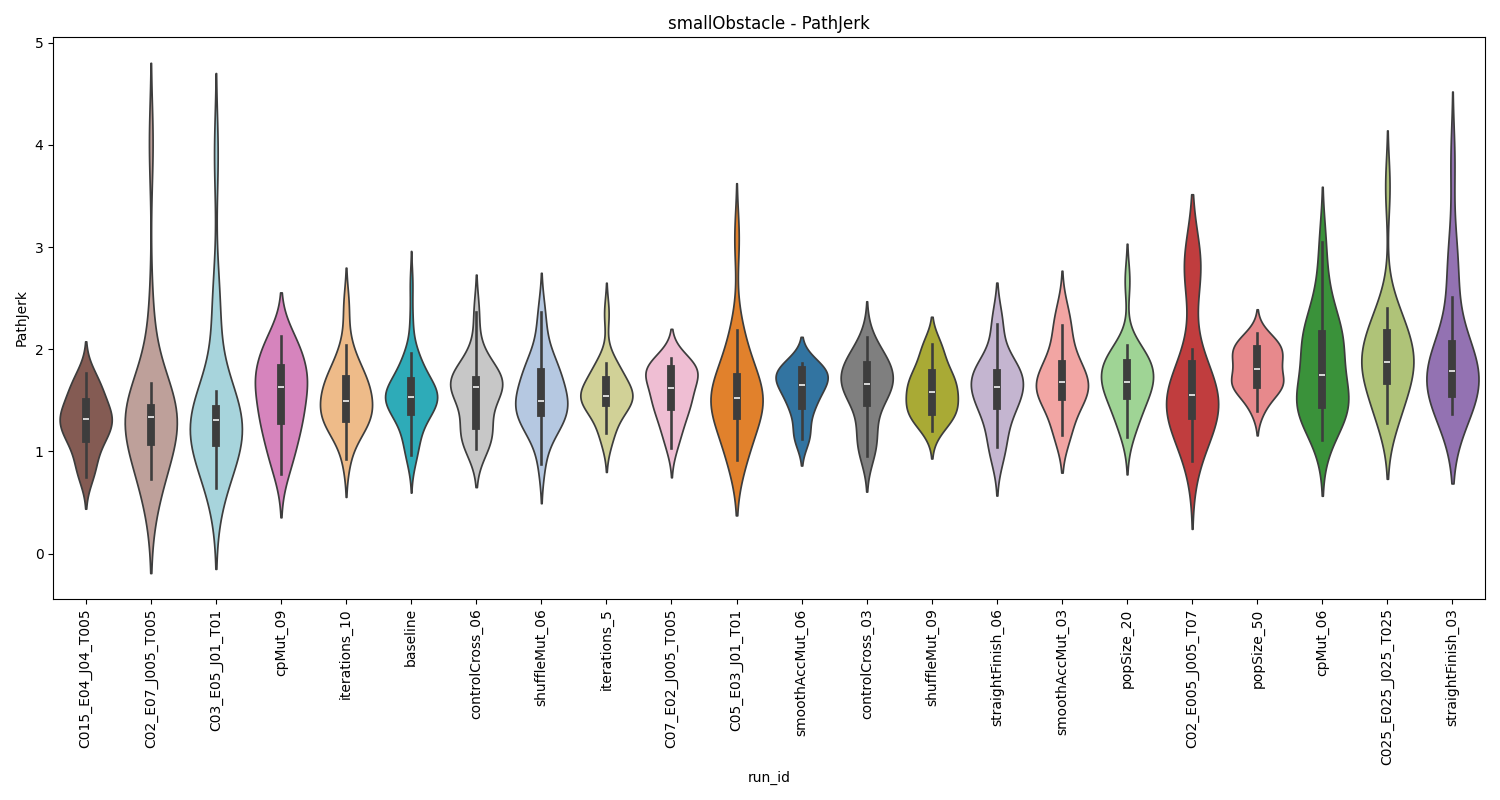 smallObstacle - PathJerk
PathJerk
5
4
3
2
1
0
C015_E04_J04_T005
C02_E07_J005_T005
C03_E05_J01_T01
cpMut_09
iterations_10
baseline
controlCross_06
shuffleMut_06
iterations_5
C07_E02_J005_T005
C05_E03_J01_T01
smoothAccMut_06
controlCross_03
shuffleMut_09
straightFinish_06
smoothAccMut_03
popSize_20
C02_E005_J005_T07
popSize_50
cpMut_06
C025_E025_J025_T025
straightFinish_03
run_id